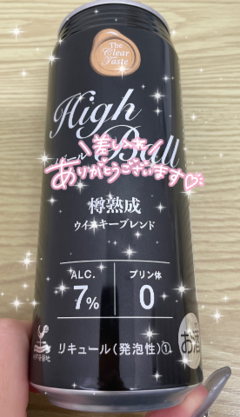 The
Clear
Taste
High
Ball
\差し入れ/
ありがとうございます♡
樽熟成
ウイスキーブレンド
ALC.
7%
プリン体
0
リキュール(発泡性)①
お酒